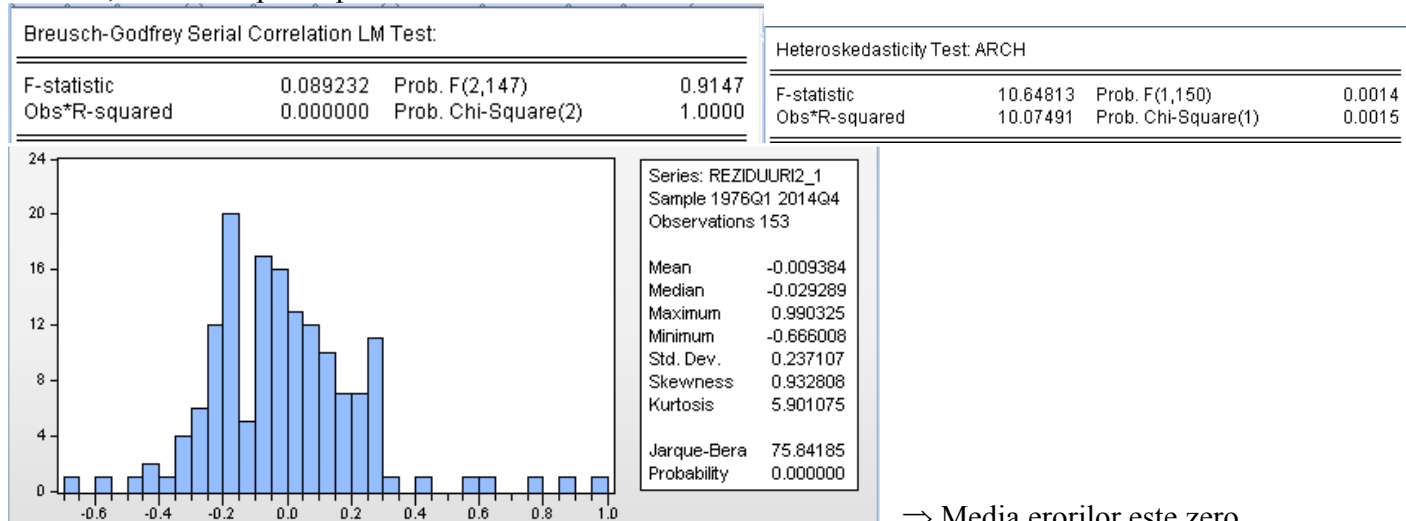 Breusch-Godfrey Serial Correlation LM Test:
F-statistic 0.089232 Prob. F(2,147) 0.9147
Obs*R-squared 0.000000 Prob. Chi-Square(2) 1.0000
Heteroskedasticity Test: ARCH
F-statistic 10.64813 Prob. F(1,150) 0.0014
Obs*R-squared 10.07491 Prob. Chi-Square(1) 0.0015
24
20
16
12
8
4
0
-0.6 -0.4 -0.2 0.0 0.2 0.4 0.6 0.8 1.0
Series: REZIDUURI2_1
Sample 1976Q1 2014Q4
Observations 153
Mean -0.009384
Median -0.029289
Maximum 0.990325
Minimum -0.666008
Std. Dev. 0.237107
Skewness 0.932808
Kurtosis 5.901075
Jarque-Bera 75.84185
Probability 0.000000
⇒ Media erorilor este zero